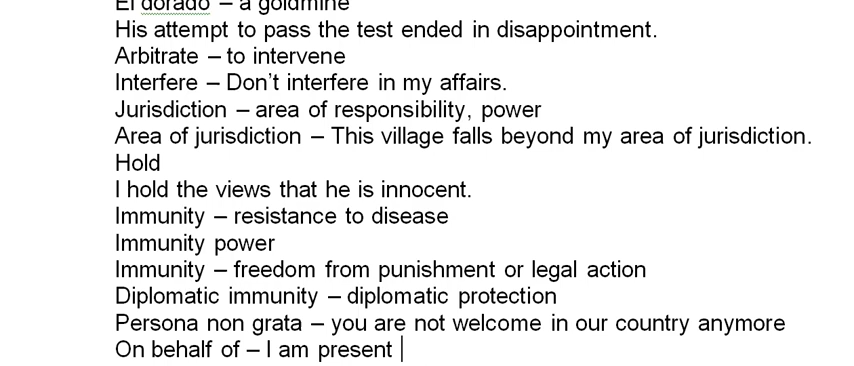 El dorado – a goldmine
His attempt to pass the test ended in disappointment.
Arbitrate – to intervene
Interfere – Don’t interfere in my affairs.
Jurisdiction – area of responsibility, power
Area of jurisdiction – This village falls beyond my area of jurisdiction.
Hold
I hold the views that he is innocent.
Immunity – resistance to disease
Immunity power
Immunity – freedom from punishment or legal action
Diplomatic immunity – diplomatic protection
Persona non grata – you are not welcome in our country anymore
On behalf of – I am present